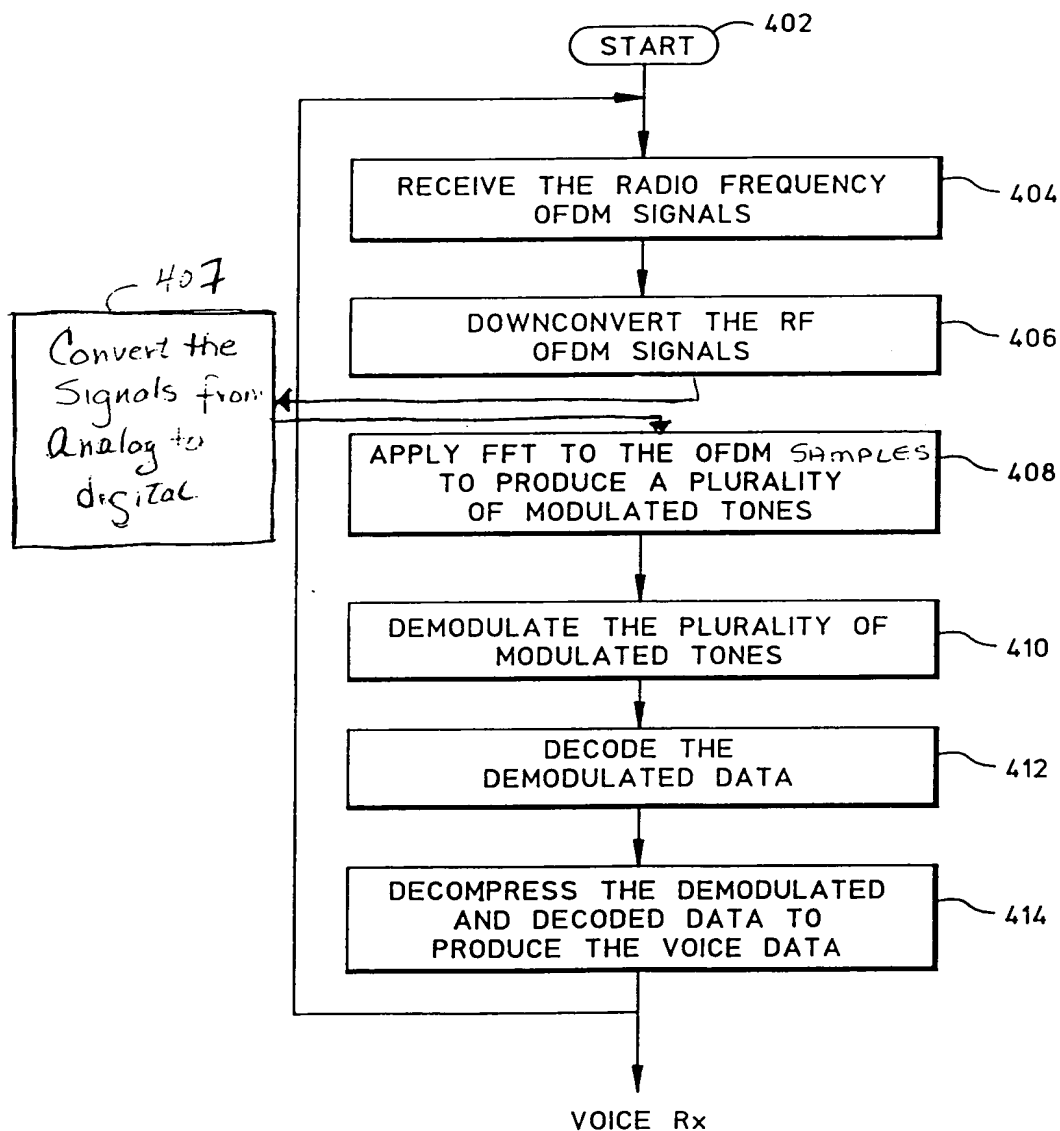 START
402
RECEIVE THE RADIO FREQUENCY
OFDM SIGNALS
404
DOWNCONVERT THE RF
OFDM SIGNALS
406
407
Convert the
Signals from
Analog to
digital
APPLY FFT TO THE OFDM SAMPLES
TO PRODUCE A PLURALITY
OF MODULATED TONES
408
DEMODULATE THE PLURALITY OF
MODULATED TONES
410
DECODE THE
DEMODULATED DATA
412
DECOMPRESS THE DEMODULATED
AND DECODED DATA TO
PRODUCE THE VOICE DATA
414
VOICE Rx